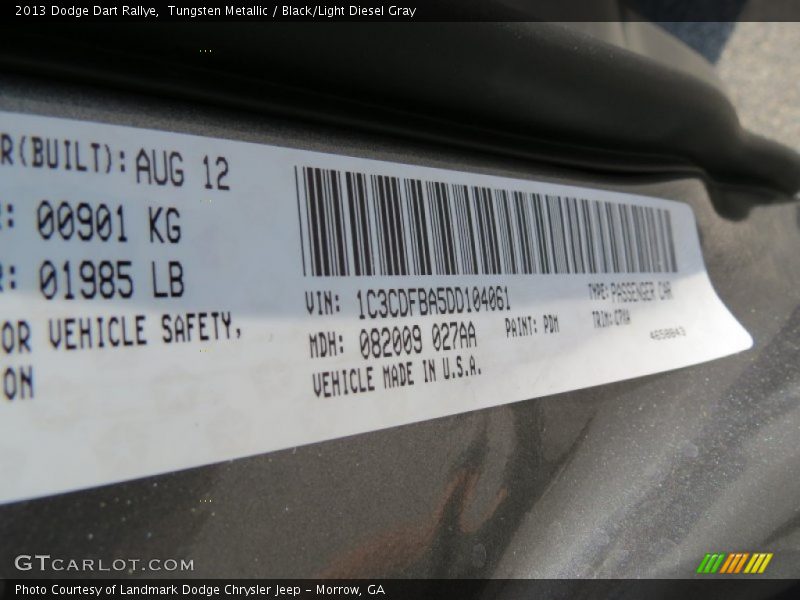 2013 Dodge Dart Rallye,  Tungsten Metallic / Black/Light Diesel Gray
R(BUILT): AUG 12
: 00901 KG
: 01985 LB
OR VEHICLE SAFETY,
ON
VIN: 1C3CDFBA5DD104061
TYPE: PASSENGER CAR
MDH: 082009 027AA
PAINT: PDM
TRIM:
VEHICLE MADE IN U.S.A.
GTCARLOT.COM
Photo Courtesy of Landmark Dodge Chrysler Jeep – Morrow, GA